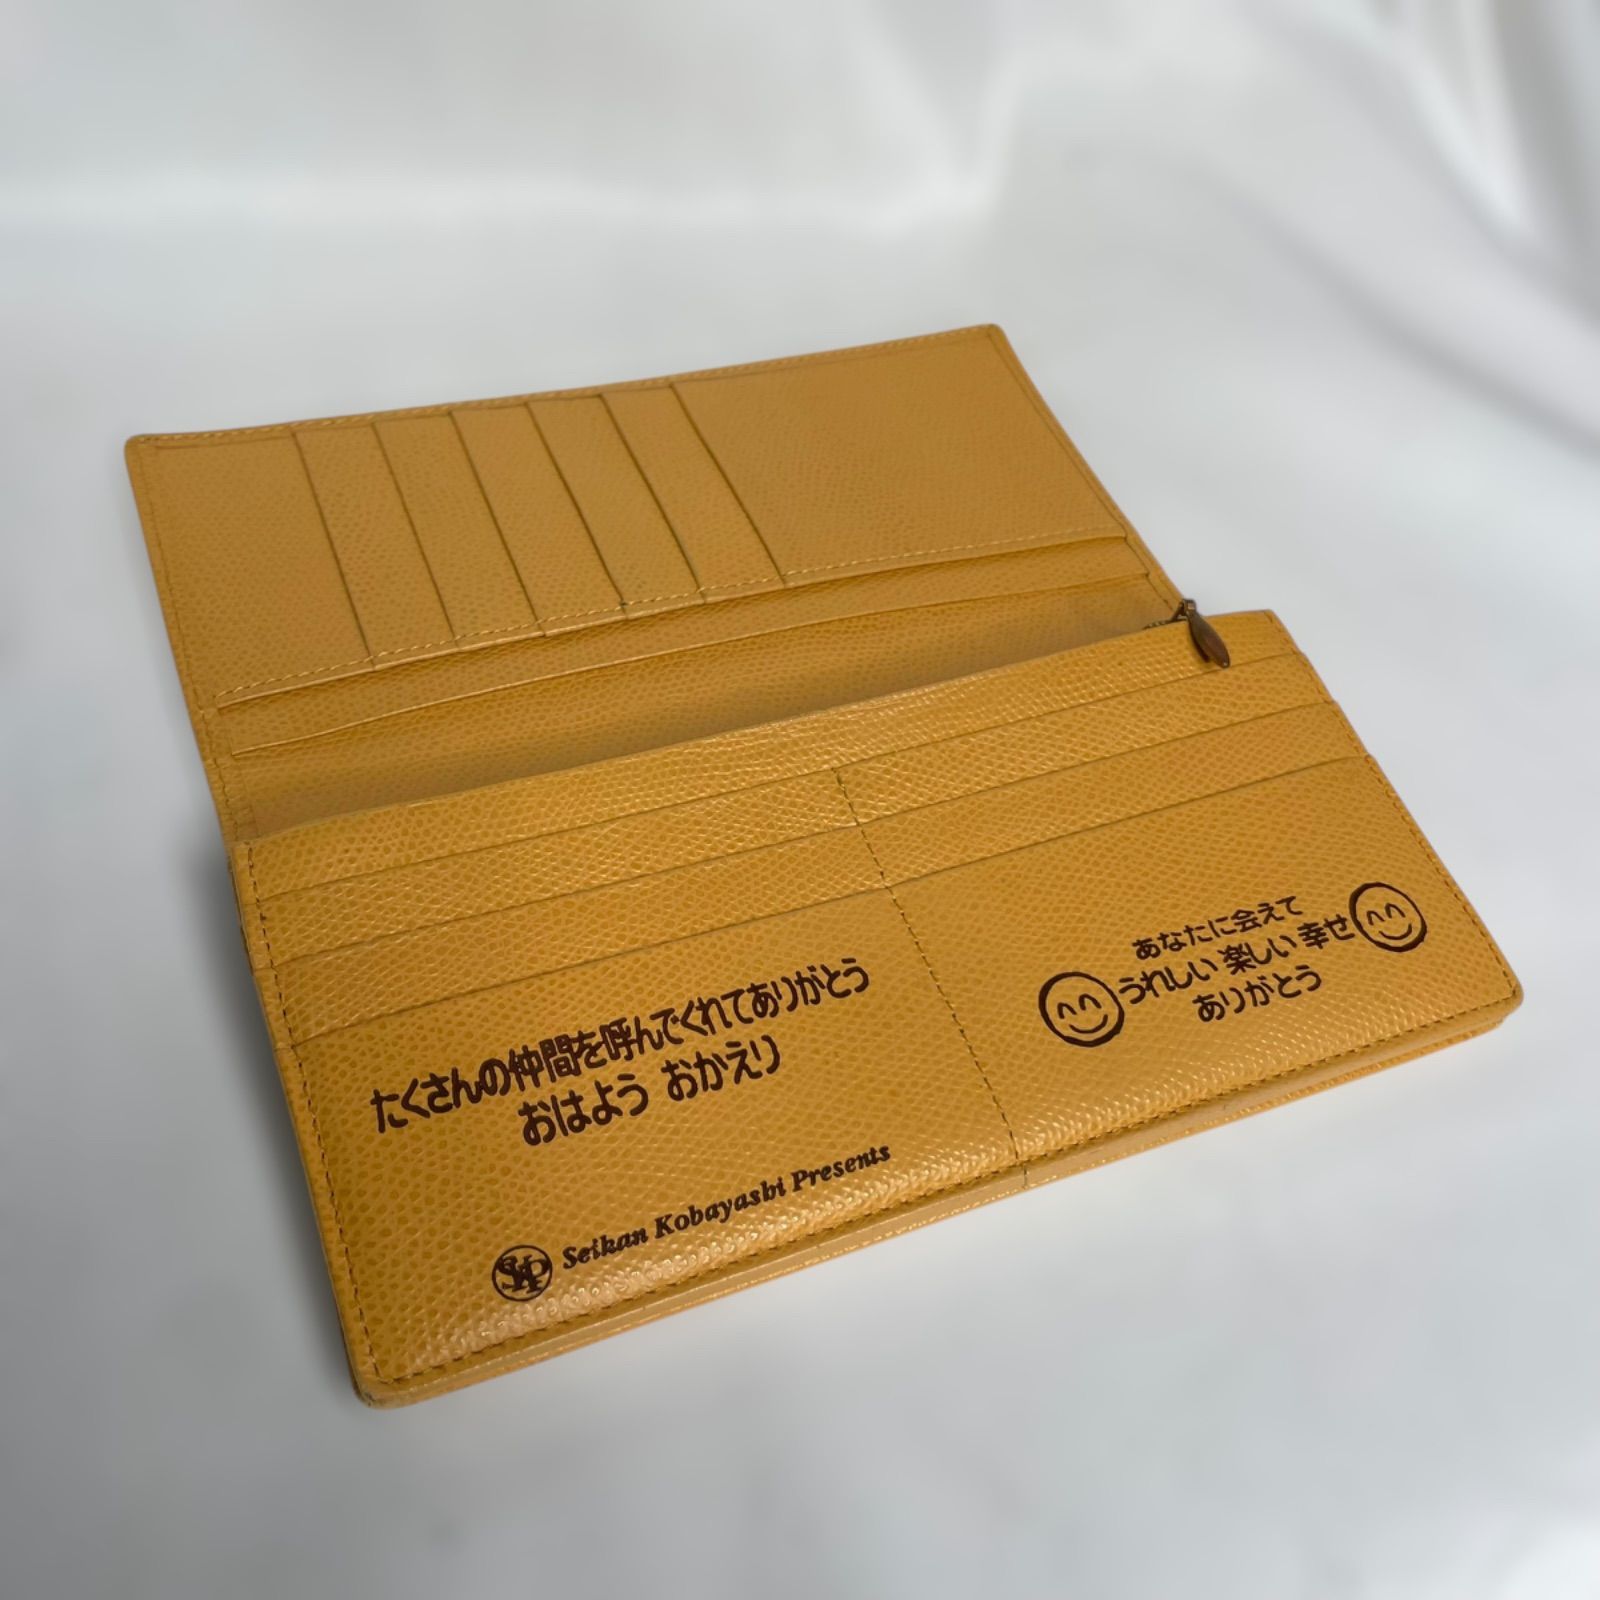 たくさんの仲間を呼んでくれてありがとう
おはよう おかえり
SKP Seikan Kobayashi Presents
あなたに会えて
うれしい 楽しい 幸せ
ありがとう